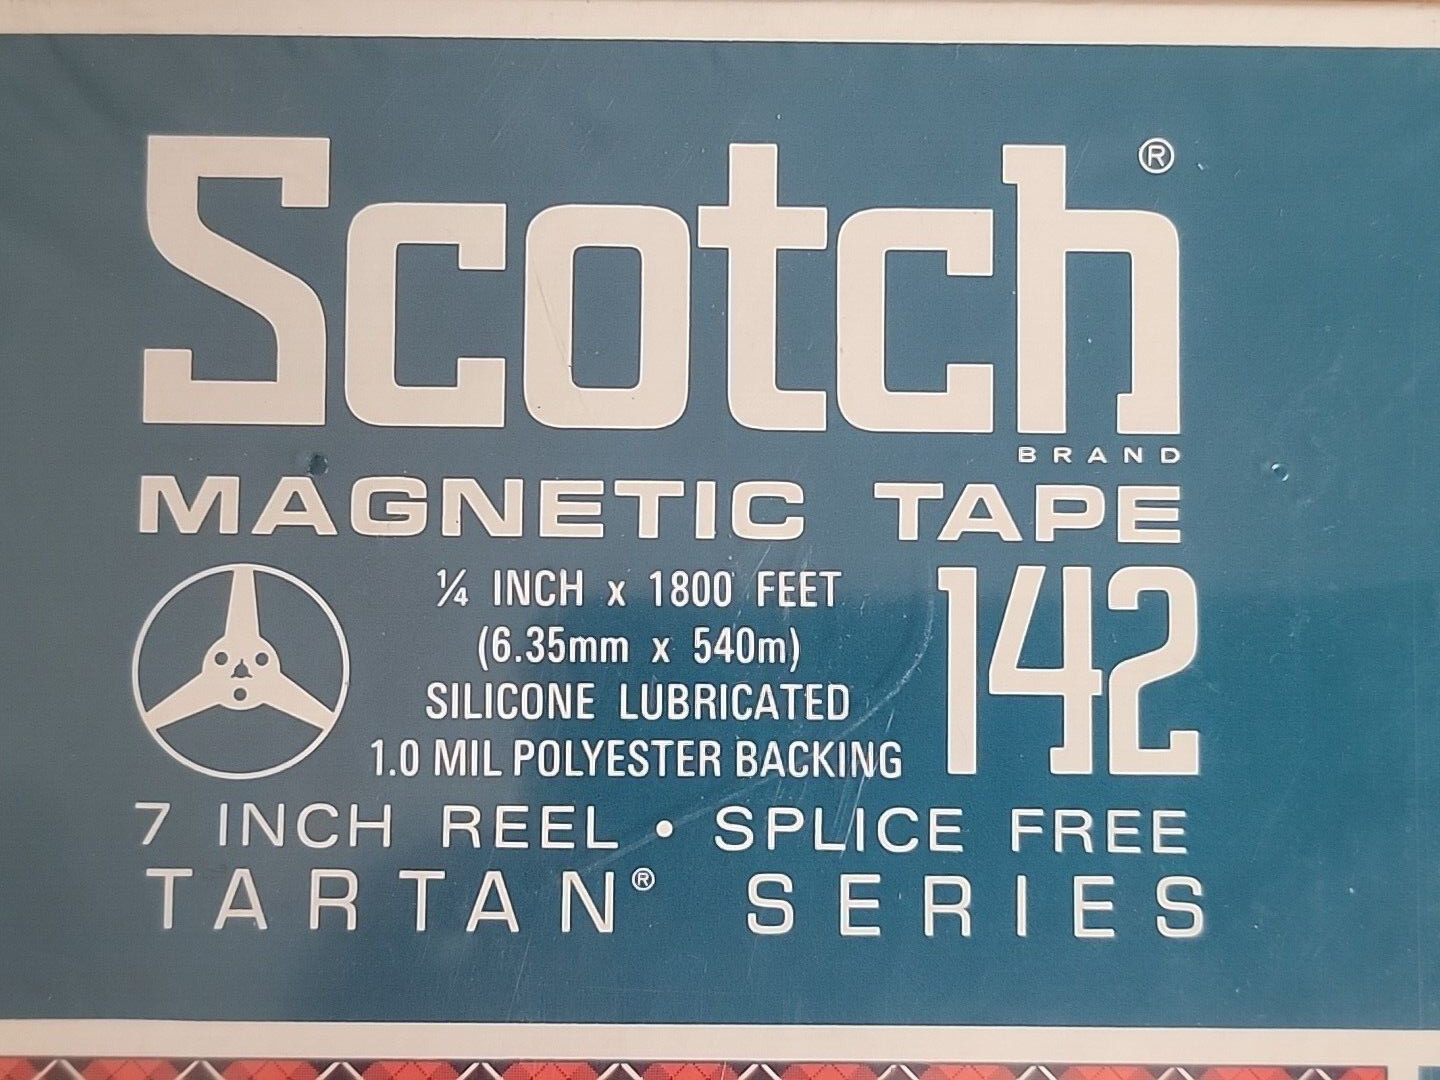 Scotch®
BRAND
MAGNETIC TAPE
¼ INCH x 1800 FEET
(6.35mm x 540m)
SILICONE LUBRICATED
1.0 MIL POLYESTER BACKING
142
7 INCH REEL • SPLICE FREE
TARTAN® SERIES